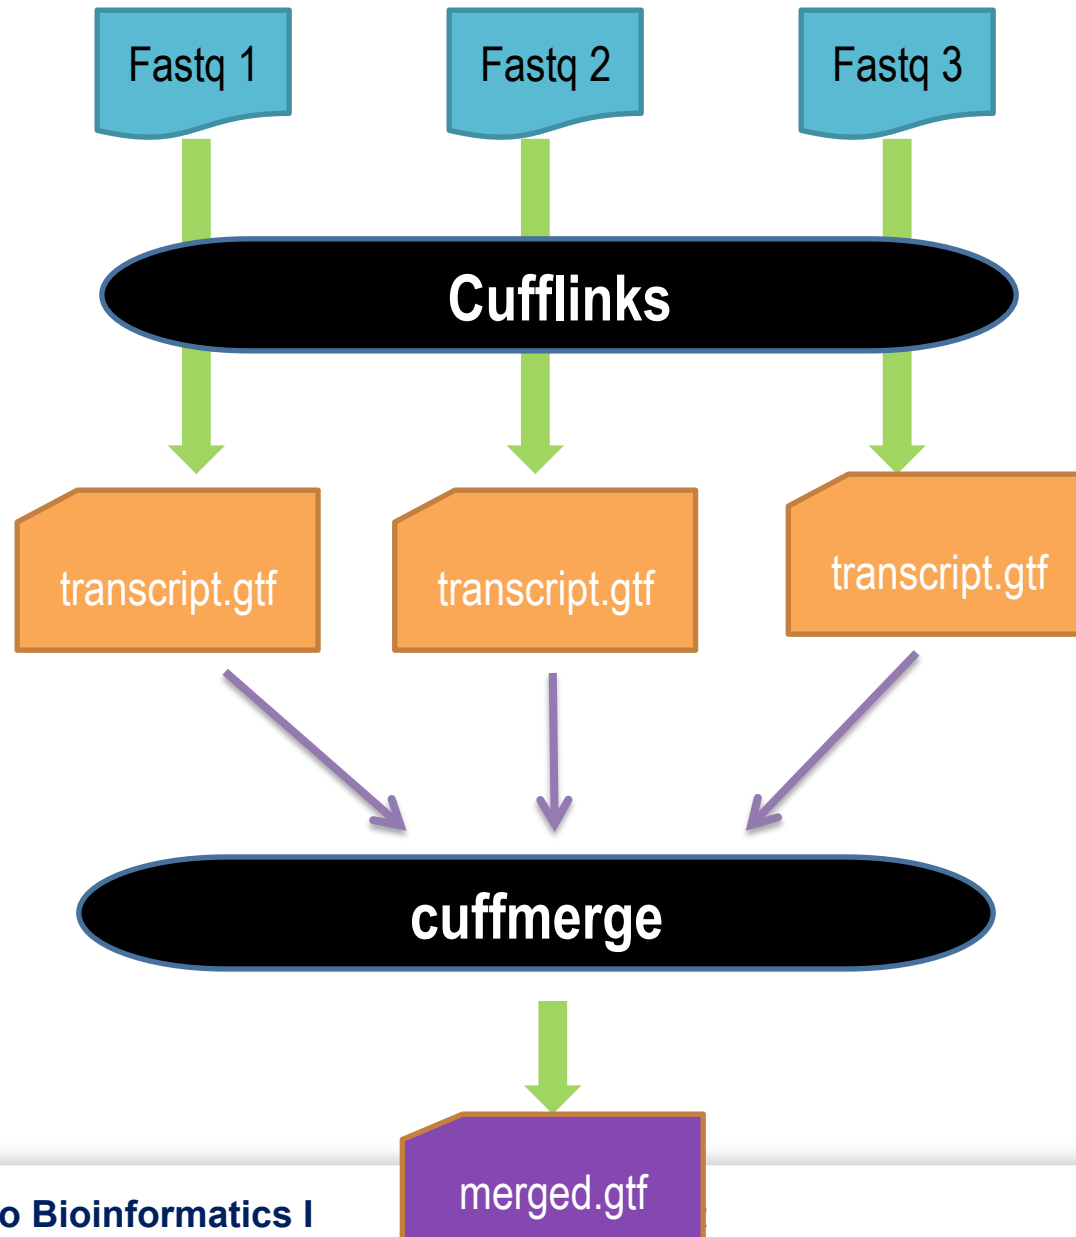 Fastq 1
Fastq 2
Fastq 3
Cufflinks
transcript.gtf
transcript.gtf
transcript.gtf
cuffmerge
merged.gtf
o Bioinformatics I